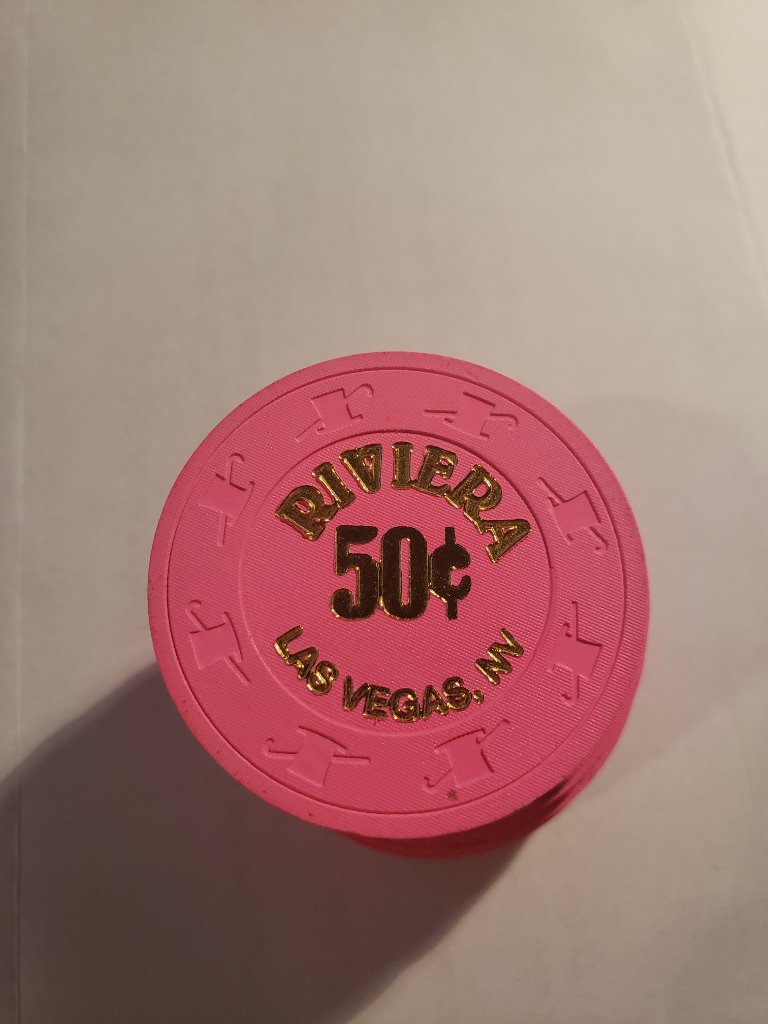 RIVIERA
50¢
LAS VEGAS, NV